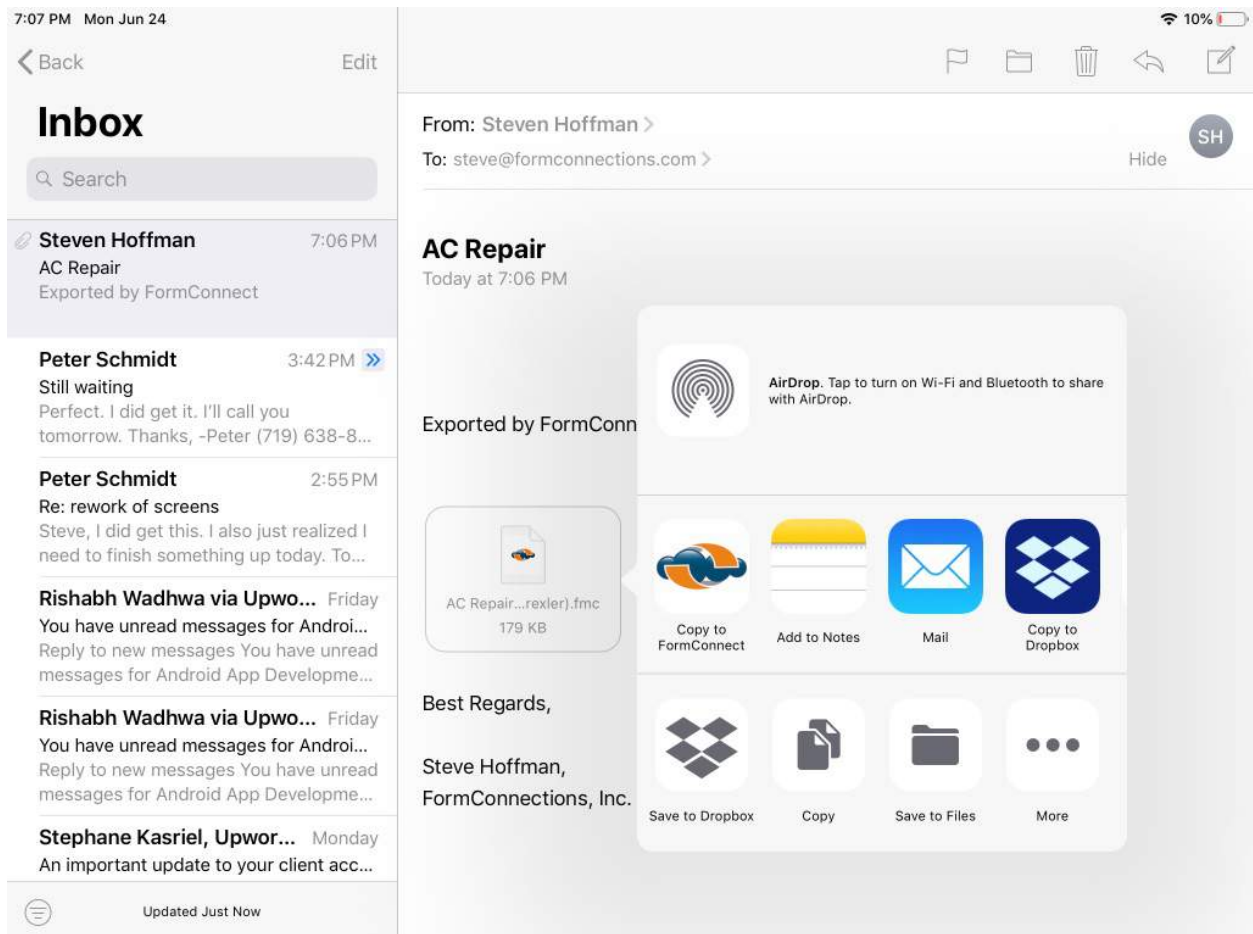 7:07 PM Mon Jun 24
10%
Back
Edit
Inbox
Search
Steven Hoffman 7:06 PM
AC Repair
Exported by FormConnect
Peter Schmidt 3:42 PM
Still waiting
Perfect. I did get it. I'll call you
tomorrow. Thanks, -Peter (719) 638-8...
Peter Schmidt 2:55 PM
Re: rework of screens
Steve, I did get this. I also just realized I
need to finish something up today. To...
Rishabh Wadhwa via Upwo... Friday
You have unread messages for Androi...
Reply to new messages You have unread
messages for Android App Developme...
Rishabh Wadhwa via Upwo... Friday
You have unread messages for Androi...
Reply to new messages You have unread
messages for Android App Developme...
Stephane Kasriel, Upwor... Monday
An important update to your client acc...
Updated Just Now
From: Steven Hoffman
SH
To: steve@formconnections.com
Hide
AC Repair
Today at 7:06 PM
Exported by FormConn
AC Repair...rexler).fmc
179 KB
Best Regards,
Steve Hoffman,
FormConnections, Inc.
AirDrop. Tap to turn on Wi-Fi and Bluetooth to share
with AirDrop.
Copy to
FormConnect
Add to Notes
Mail
Copy to
Dropbox
Save to Dropbox
Copy
Save to Files
More